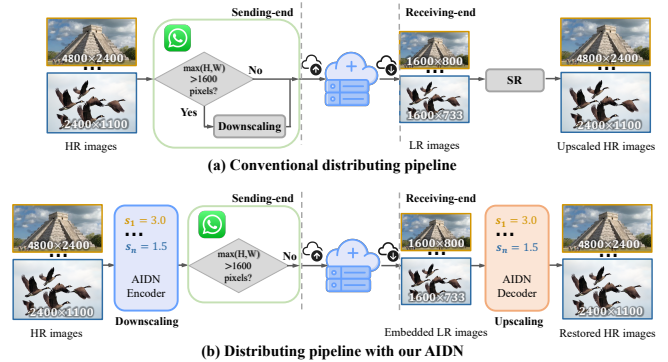 Sending-end
Receiving-end
4800×2400
...
2400×1100
HR images
max(H,W)
>1600
pixels?
No
Yes
Downscaling
1600×800
...
1600×733
LR images
SR
4800×2400
...
2400×1100
Upscaled HR images
(a) Conventional distributing pipeline
Sending-end
Receiving-end
4800×2400
...
2400×1100
HR images
s₁ = 3.0
...
sₙ = 1.5
AIDN
Encoder
Downscaling
max(H,W)
>1600
pixels?
No
1600×800
...
1600×733
Embedded LR images
s₁ = 3.0
...
sₙ = 1.5
AIDN
Decoder
Upscaling
4800×2400
...
2400×1100
Restored HR images
(b) Distributing pipeline with our AIDN